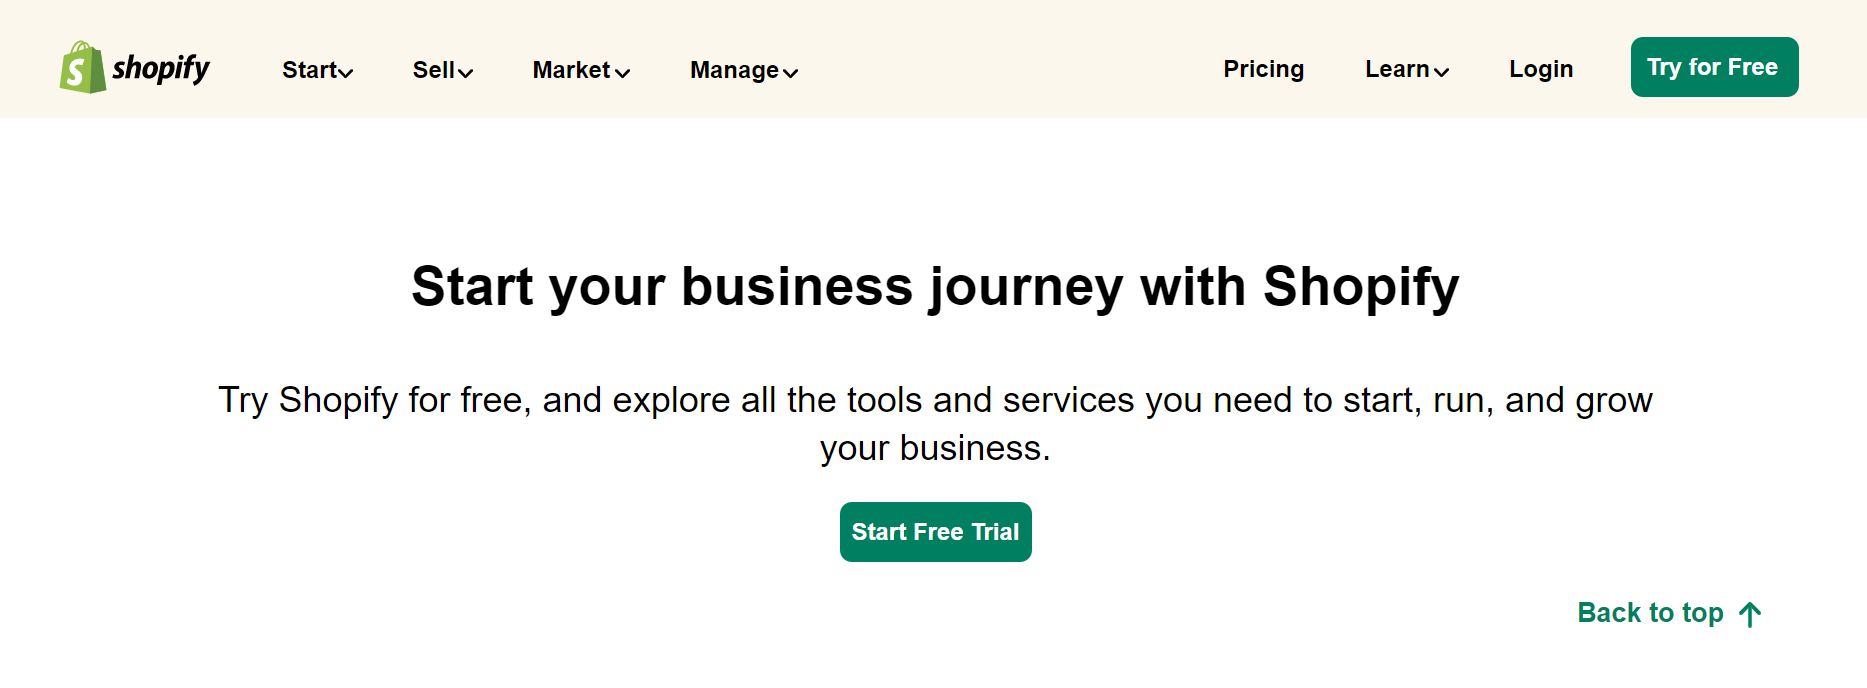 shopify Start Sell Market Manage Pricing Learn Login Try for Free
Start your business journey with Shopify
Try Shopify for free, and explore all the tools and services you need to start, run, and grow
your business.
Start Free Trial
Back to top